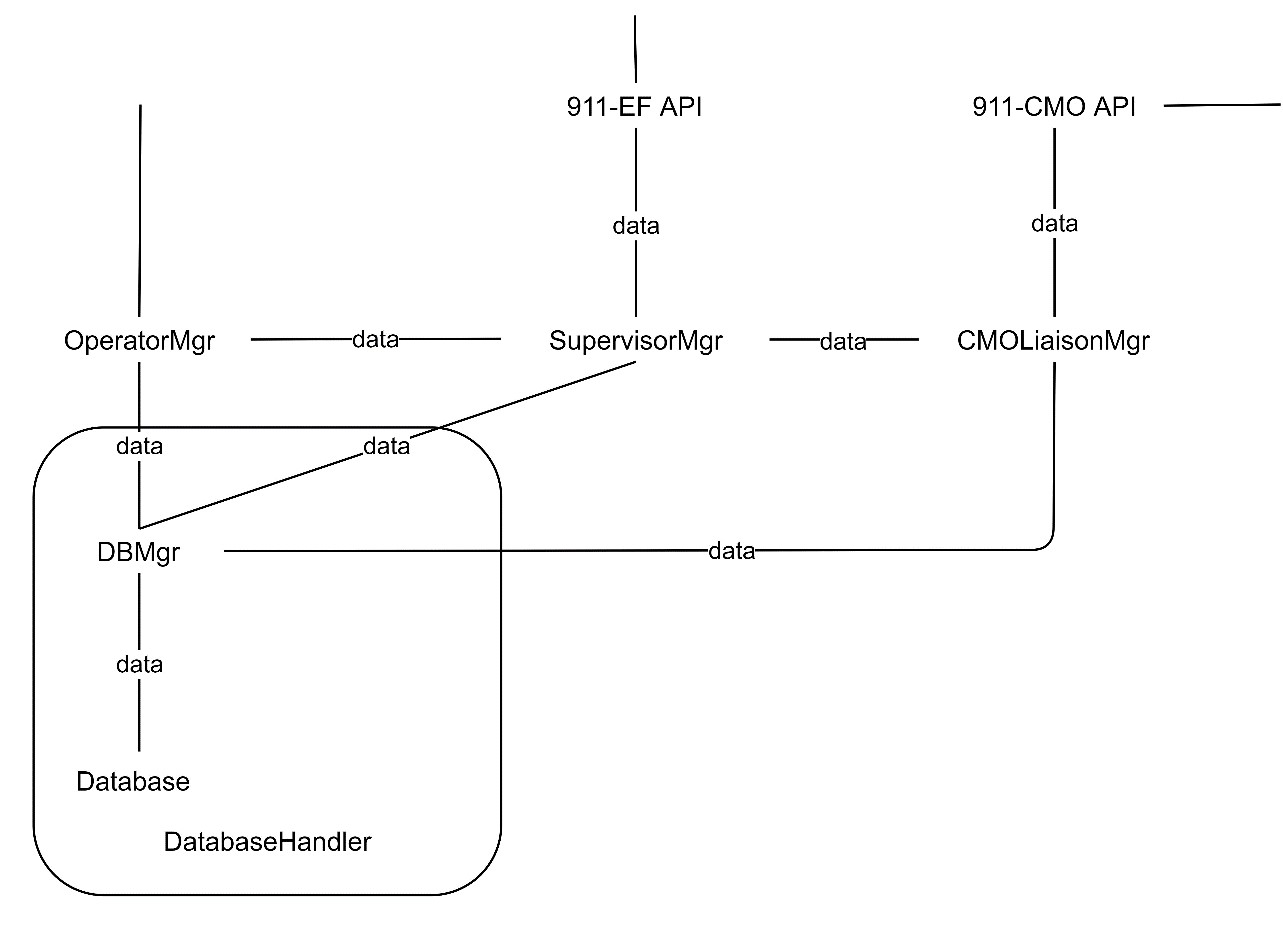 911-EF API
911-CMO API
data
data
OperatorMgr
data
SupervisorMgr
data
CMOLiaisonMgr
data
data
DBMgr
data
data
Database
DatabaseHandler